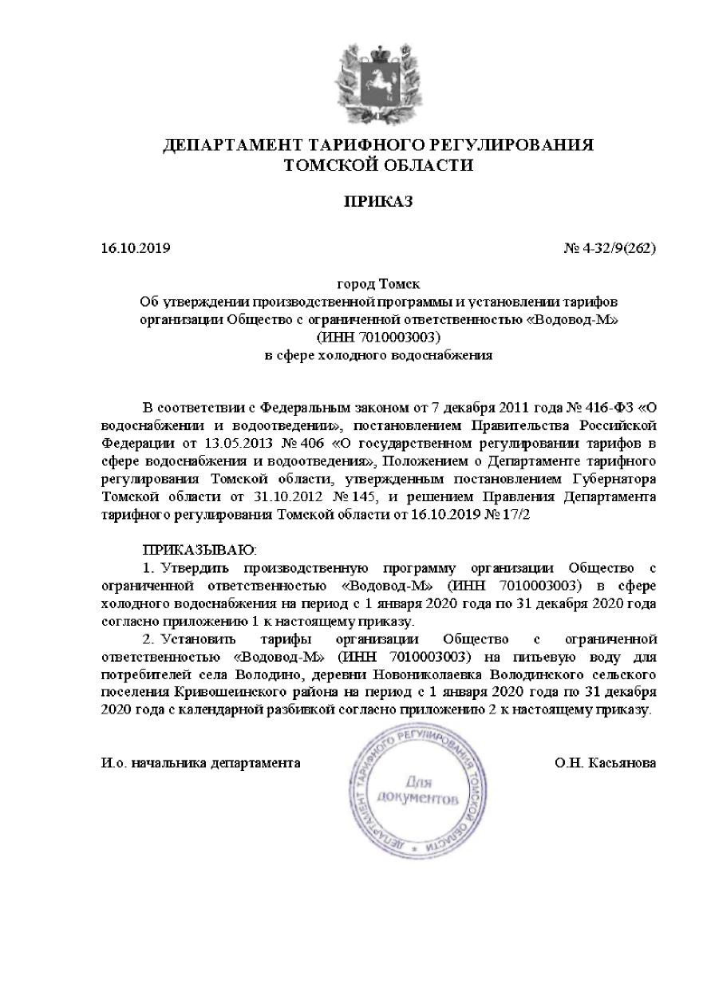 ДЕПАРТАМЕНТ ТАРИФНОГО РЕГУЛИРОВАНИЯ
ТОМСКОЙ ОБЛАСТИ
ПРИКАЗ
16.10.2019 № 4-32/9(262)
город Томск
Об утверждении производственной программы и установлении тарифов
организации Общество с ограниченной ответственностью «Водовод-М»
(ИНН 7010003003)
в сфере холодного водоснабжения
В соответствии с Федеральным законом от 7 декабря 2011 года № 416-ФЗ «О
водоснабжении и водоотведении», постановлением Правительства Российской
Федерации от 13.05.2013 № 406 «О государственном регулировании тарифов в
сфере водоснабжения и водоотведения», Положением о Департаменте тарифного
регулирования Томской области, утвержденным постановлением Губернатора
Томской области от 31.10.2012 № 145, и решением Правления Департамента
тарифного регулирования Томской области от 16.10.2019 № 17/2
ПРИКАЗЫВАЮ:
1. Утвердить производственную программу организации Общество с
ограниченной ответственностью «Водовод-М» (ИНН 7010003003) в сфере
холодного водоснабжения на период с 1 января 2020 года по 31 декабря 2020 года
согласно приложению 1 к настоящему приказу.
2. Установить тарифы организации Общество с ограниченной
ответственностью «Водовод-М» (ИНН 7010003003) на питьевую воду для
потребителей села Володино, деревни Новониколаевка Володинского сельского
поселения Кривошеинского района на период с 1 января 2020 года по 31 декабря
2020 года с календарной разбивкой согласно приложению 2 к настоящему приказу.
И.о. начальника департамента О.Н. Касьянова
ДЕПАРТАМЕНТ ТАРИФНОГО РЕГУЛИРОВАНИЯ ТОМСКОЙ ОБЛАСТИ *
Для
документов